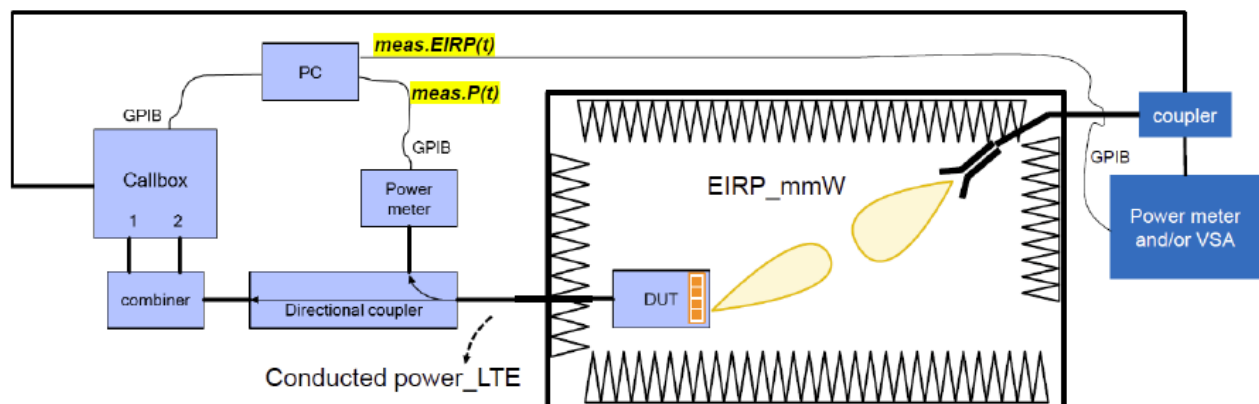 meas.EIRP(t)
PC
meas.P(t)
GPIB
GPIB
coupler
Callbox
1 2
Power
meter
EIRP_mmW
GPIB
Power meter
and/or VSA
combiner
Directional coupler
DUT
Conducted power_LTE